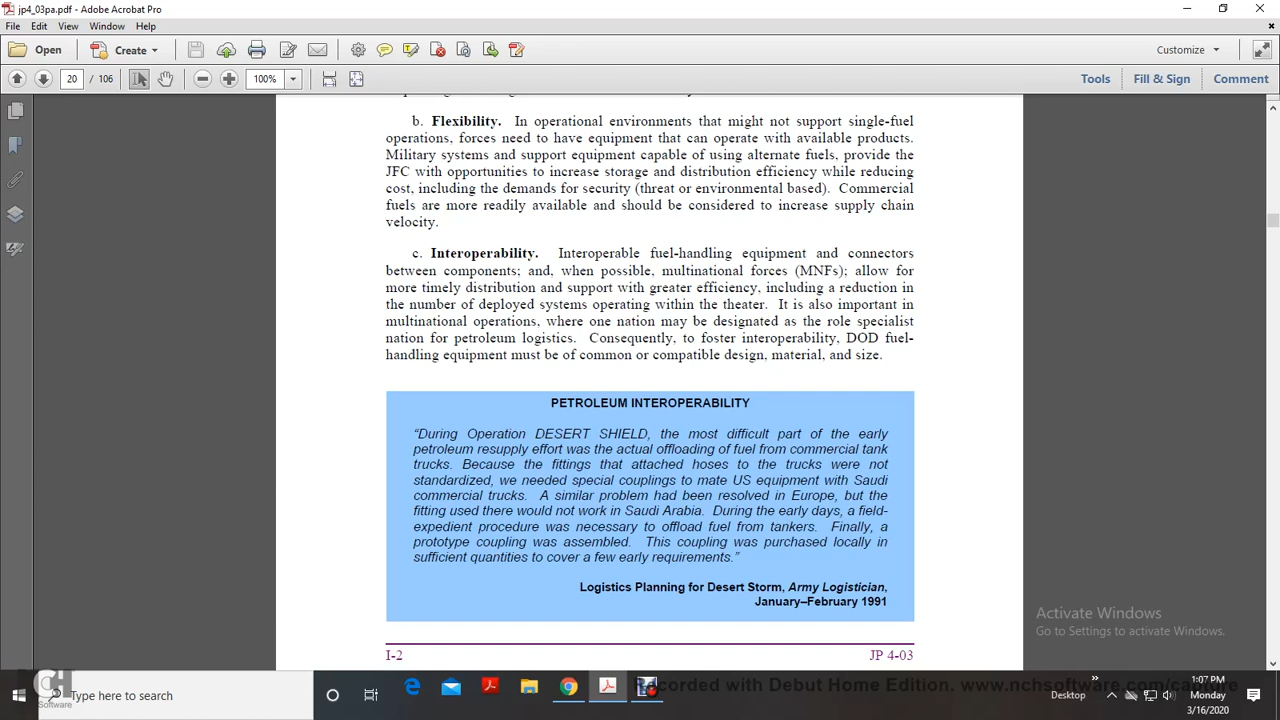 jp4_03pa.pdf - Adobe Acrobat Pro
File Edit View Window Help
Open Create Customize
20 / 106 100% Tools Fill & Sign Comment
b. Flexibility. In operational environments that might not support single-fuel
operations, forces need to have equipment that can operate with available products.
Military systems and support equipment capable of using alternate fuels, provide the
JFC with opportunities to increase storage and distribution efficiency while reducing
cost, including the demands for security (threat or environmental based). Commercial
fuels are more readily available and should be considered to increase supply chain
velocity.
c. Interoperability. Interoperable fuel-handling equipment and connectors
between components; and, when possible, multinational forces (MNFs); allow for
more timely distribution and support with greater efficiency, including a reduction in
the number of deployed systems operating within the theater. It is also important in
multinational operations, where one nation may be designated as the role specialist
nation for petroleum logistics. Consequently, to foster interoperability, DOD fuel-
handling equipment must be of common or compatible design, material, and size.
PETROLEUM INTEROPERABILITY
“During Operation DESERT SHIELD, the most difficult part of the early
petroleum resupply effort was the actual offloading of fuel from commercial tank
trucks. Because the fittings that attached hoses to the trucks were not
standardized, we needed special couplings to mate US equipment with Saudi
commercial trucks. A similar problem had been resolved in Europe, but the
fitting used there would not work in Saudi Arabia. During the early days, a field-
expedient procedure was necessary to offload fuel from tankers. Finally, a
prototype coupling was assembled. This coupling was purchased locally in
sufficient quantities to cover a few early requirements.”
Logistics Planning for Desert Storm, Army Logistician,
January–February 1991
Activate Windows
Go to Settings to activate Windows.
I-2 JP 4-03
Recorded with Debut Home Edition. www.nchsoftware.com/capture
NCH Software
Type here to search
Desktop
1:07 PM
Monday
3/16/2020